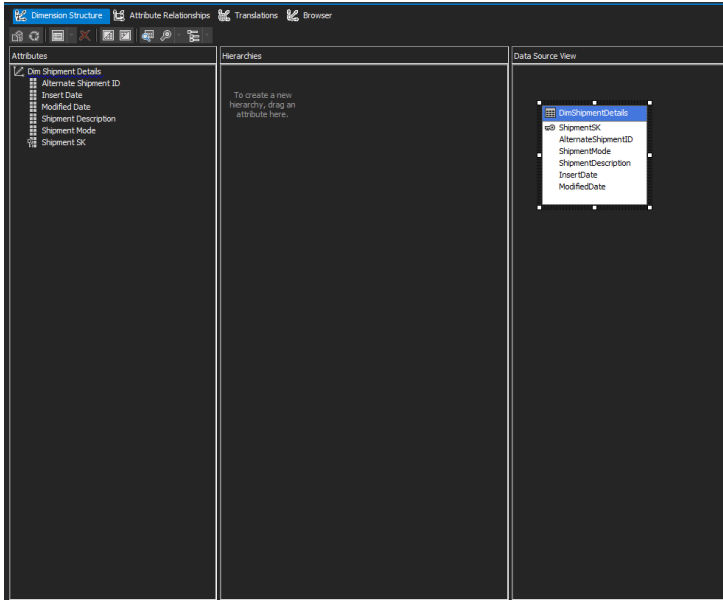 Dimension Structure Attribute Relationships Translations Browser
Attributes
Dim Shipment Details
Alternate Shipment ID
Insert Date
Modified Date
Shipment Description
Shipment Mode
Shipment SK
Hierarchies
To create a new
hierarchy, drag an
attribute here.
Data Source View
DimShipmentDetails
ShipmentSK
AlternateShipmentID
ShipmentMode
ShipmentDescription
InsertDate
ModifiedDate